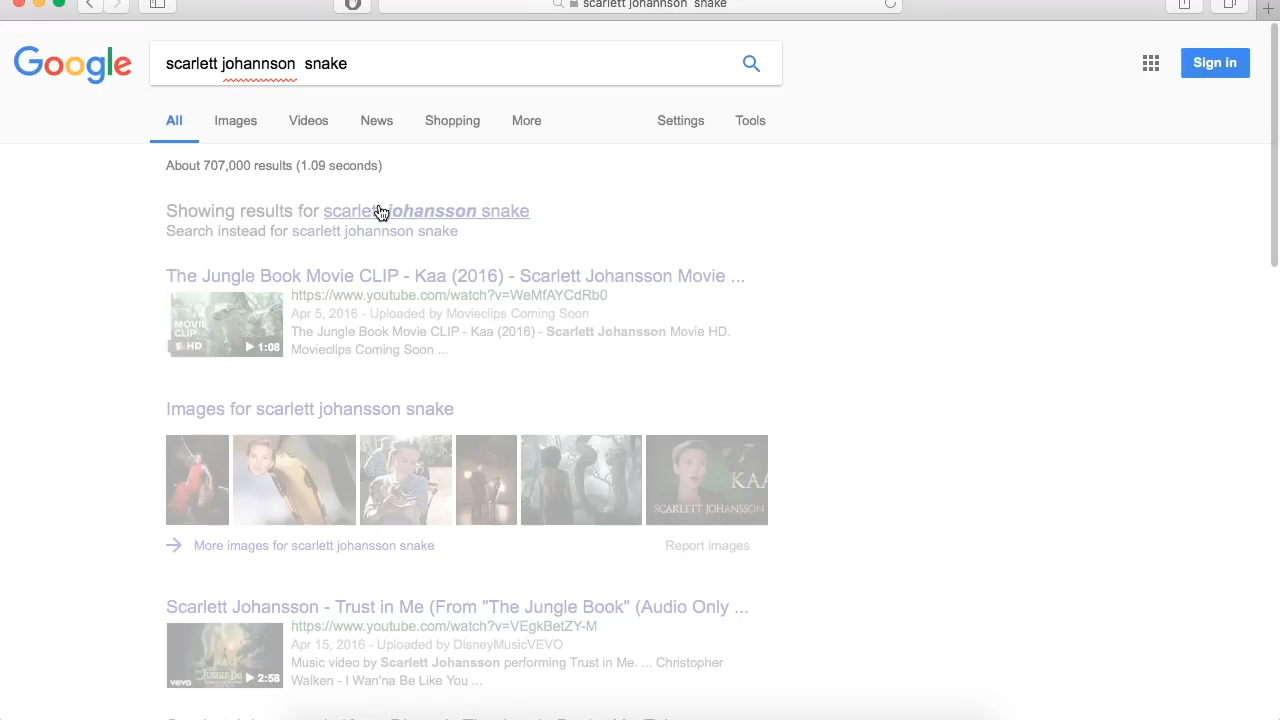 scarlett johannson snake
Google
scarlett johannson  snake
Sign in
All Images Videos News Shopping More Settings Tools
About 707,000 results (1.09 seconds)
Showing results for scarlett johansson snake
Search instead for scarlett johannson snake
The Jungle Book Movie CLIP - Kaa (2016) - Scarlett Johansson Movie ...
https://www.youtube.com/watch?v=WeMfAYCdRb0
Apr 5, 2016 - Uploaded by Movieclips Coming Soon
The Jungle Book Movie CLIP - Kaa (2016) - Scarlett Johansson Movie HD.
Movieclips Coming Soon ...
MOVIE
CLIP
HD
1:08
Images for scarlett johansson snake
KAA
SCARLETT JOHANSSON
More images for scarlett johansson snake
Report images
Scarlett Johansson - Trust in Me (From "The Jungle Book" (Audio Only ...
https://www.youtube.com/watch?v=VEgkBetZY-M
Apr 15, 2016 - Uploaded by DisneyMusicVEVO
Music video by Scarlett Johansson performing Trust in Me. ... Christopher
Walken - I Wan'na Be Like You ...
vevo
2:58